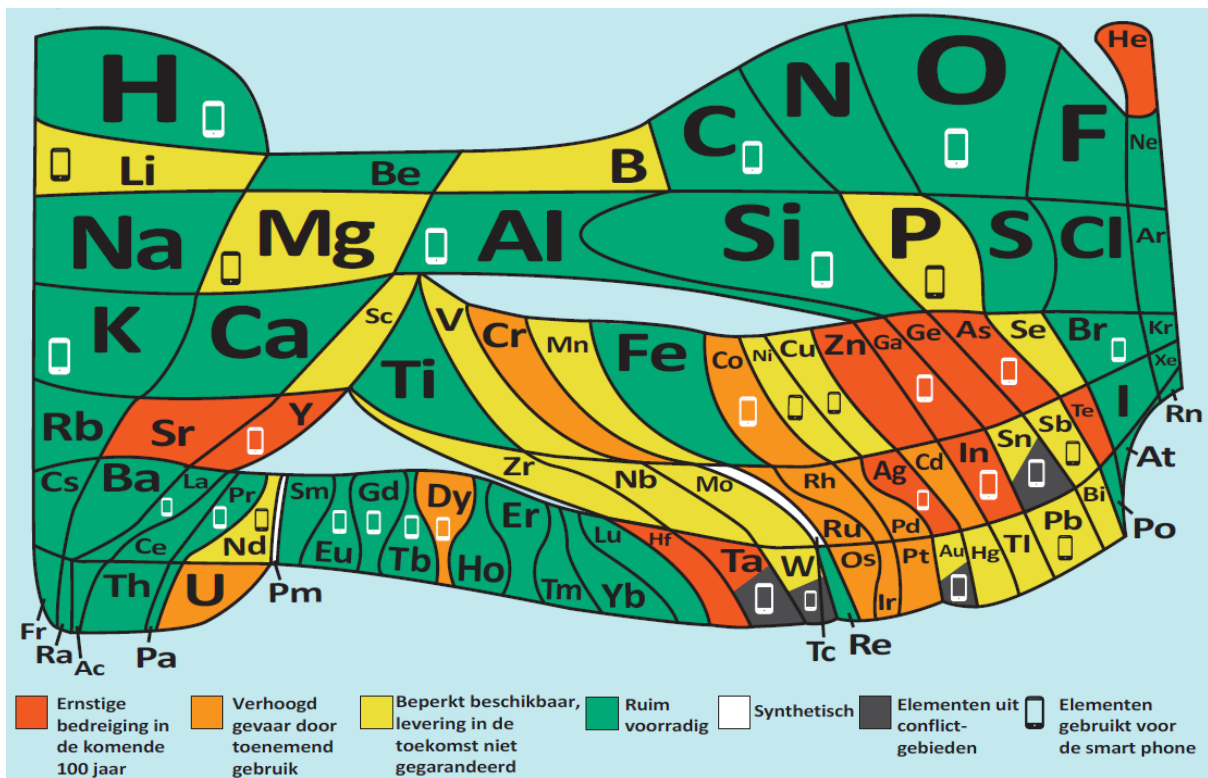 H
He
C
N
O
F
Ne
Li
Be
B
Na
Mg
Al
Si
P
S
Cl
Ar
K
Ca
Sc
Ti
V
Cr
Mn
Fe
Co
Ni
Cu
Zn
Ga
Ge
As
Se
Br
Kr
Rb
Sr
Y
Zr
Nb
Mo
Tc
Ru
Rh
Pd
Ag
Cd
In
Sn
Sb
Te
I
Xe
Cs
Ba
La
Ce
Pr
Nd
Pm
Sm
Eu
Gd
Tb
Dy
Ho
Er
Tm
Yb
Lu
Hf
Ta
W
Re
Os
Ir
Pt
Au
Hg
Tl
Pb
Bi
Po
At
Rn
Fr
Ra
Ac
Th
Pa
U
Ernstige
bedreiging in
de komende
100 jaar
Verhoogd
gevaar door
toenemend
gebruik
Beperkt beschikbaar,
levering in de
toekomst niet
gegarandeerd
Ruim
voorradig
Synthetisch
Elementen uit
conflict-
gebieden
Elementen
gebruikt voor
de smart phone